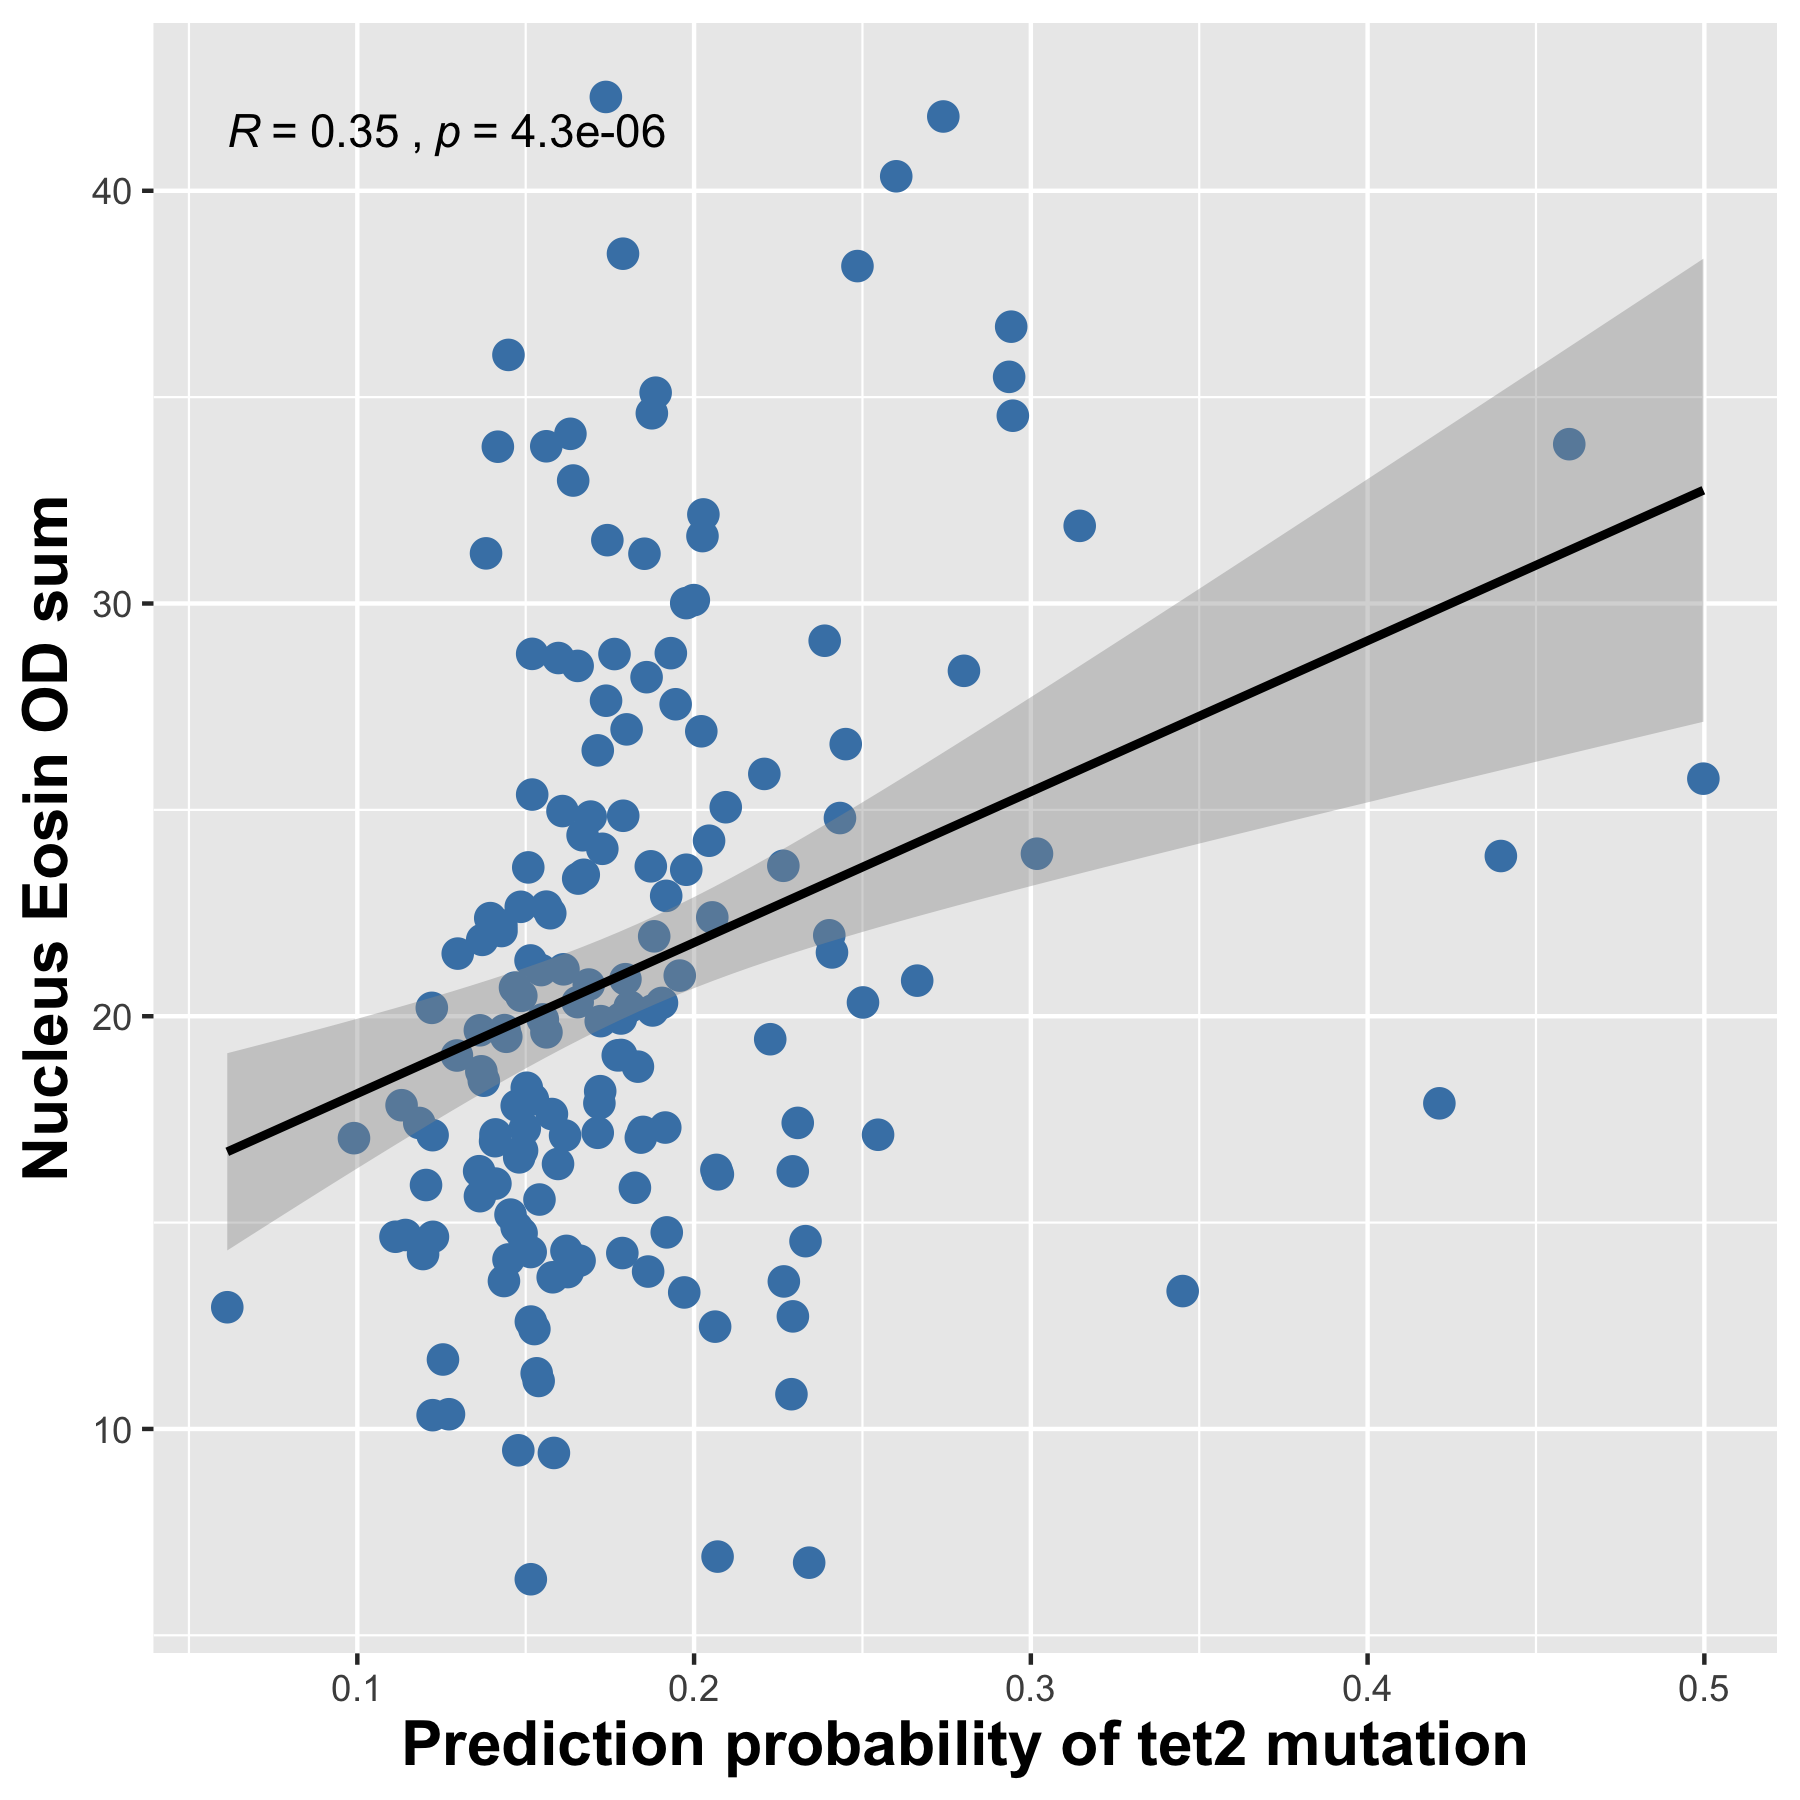 R = 0.35 , p = 4.3e-06
40
30
20
10
Nucleus Eosin OD sum
0.1 0.2 0.3 0.4 0.5
Prediction probability of tet2 mutation